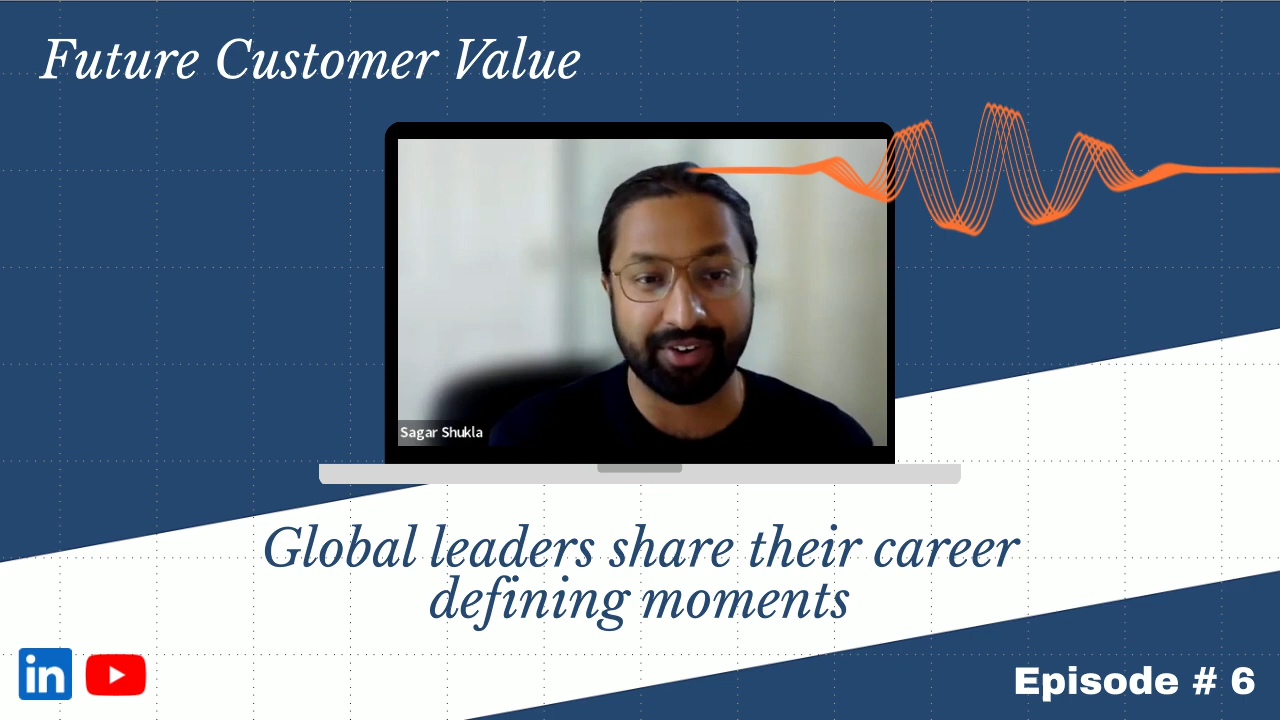 Future Customer Value
Sagar Shukla
Global leaders share their career
defining moments
in
Episode # 6